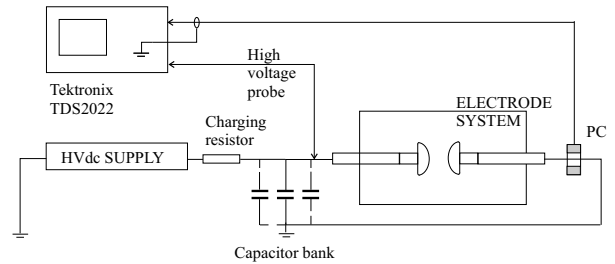 High
voltage
probe
Tektronix
TDS2022
ELECTRODE
SYSTEM
PC
Charging
resistor
HVdc SUPPLY
Capacitor bank